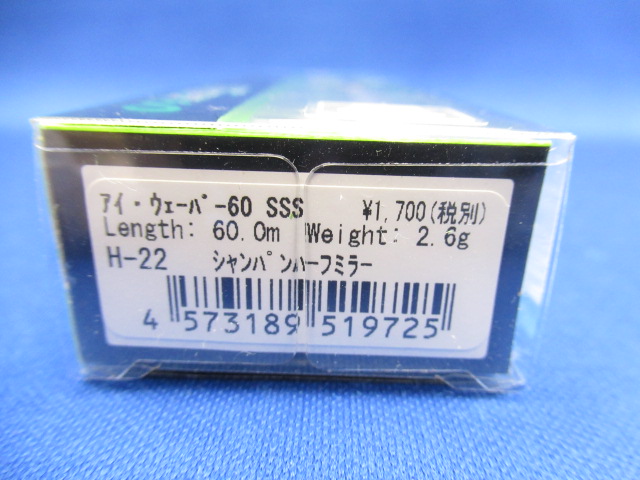 ｱｲ・ｳｪｰﾊﾞｰ60 SSS ¥1,700(税別)
Length: 60.0m Weight: 2.6g
H-22 ｼｬﾝﾊﾟﾝﾊｰﾌﾐﾗｰ
4 573189 519725